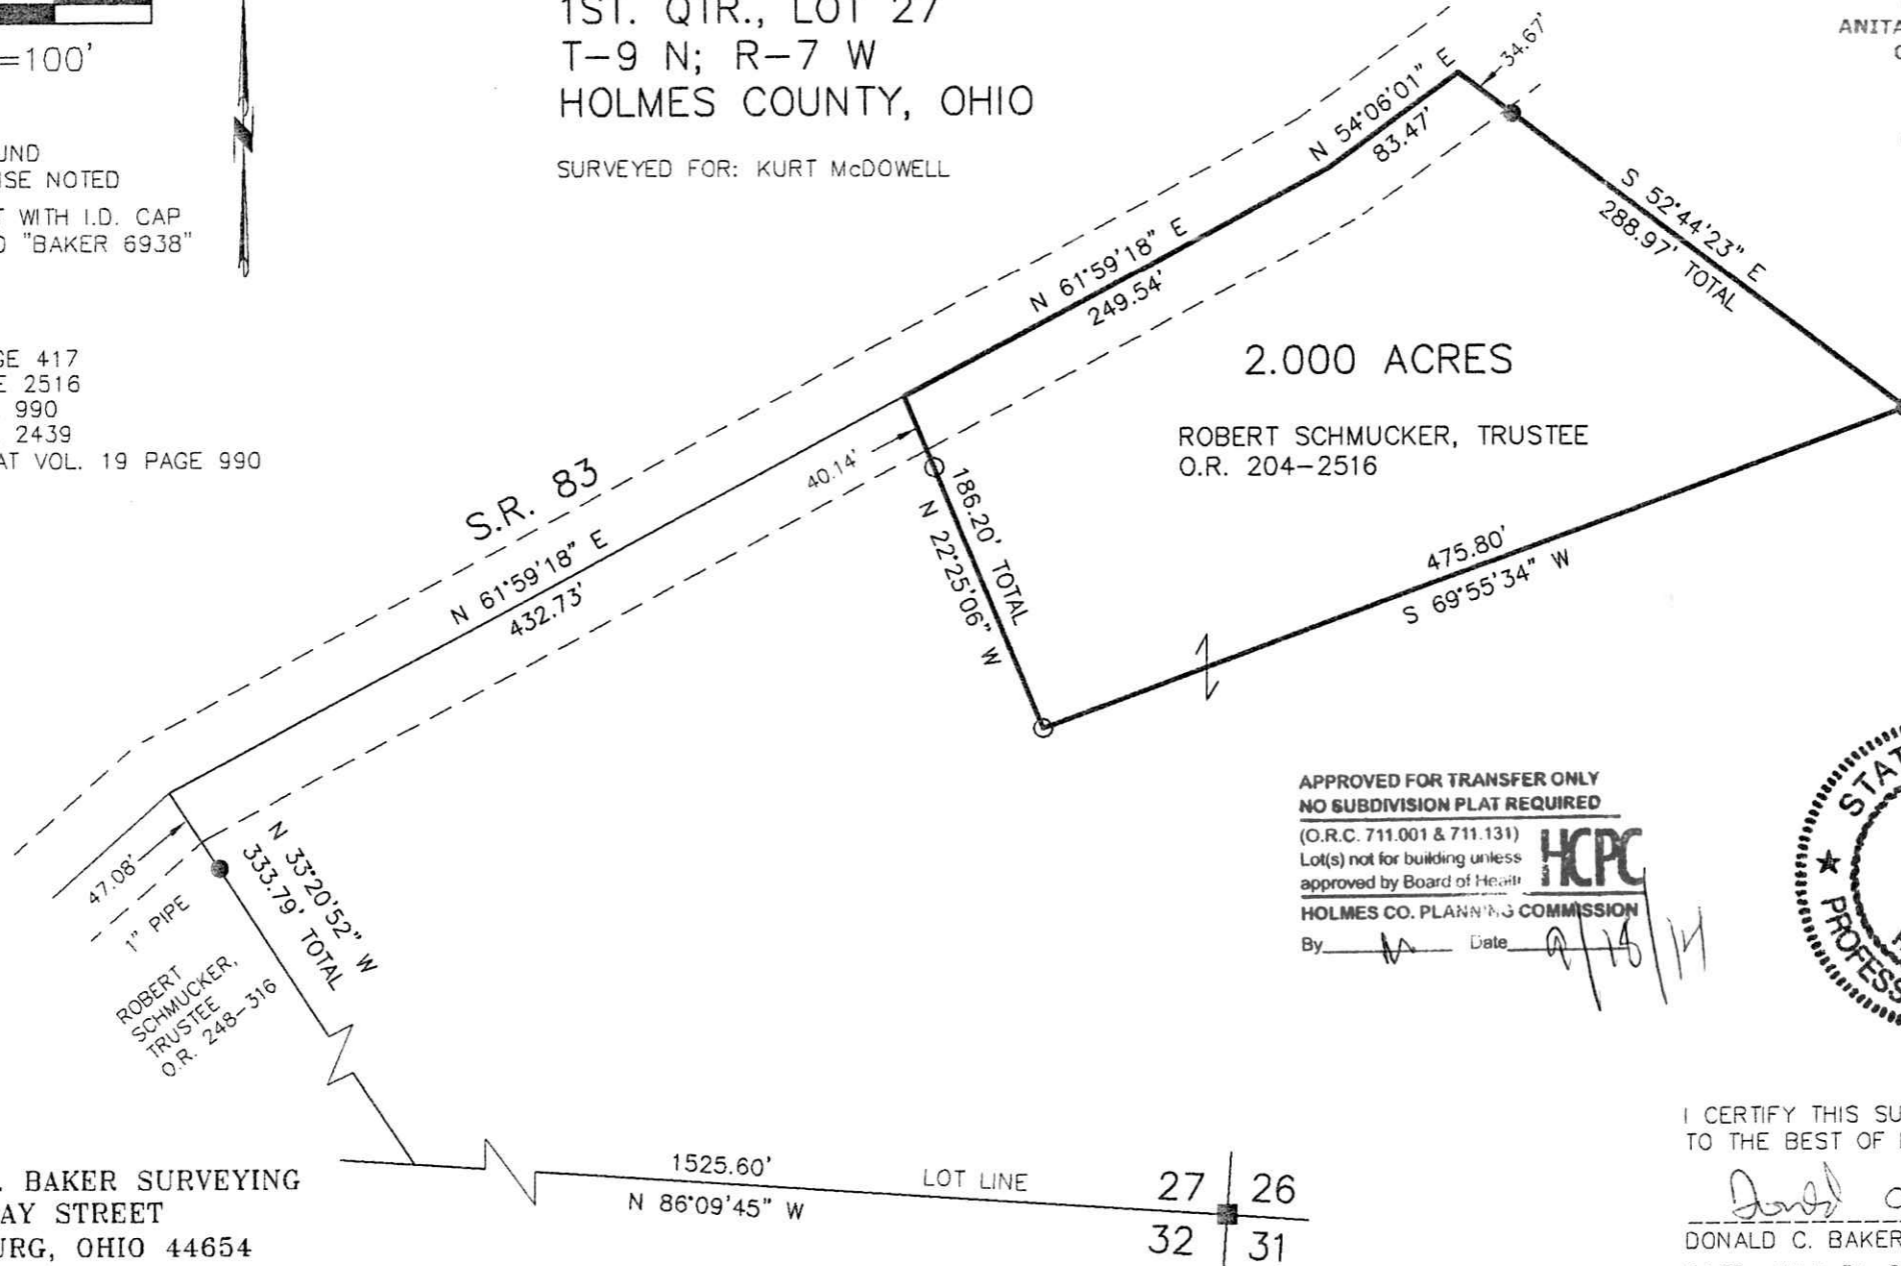 =100'
1ST. QTR., LOT 27
T-9 N; R-7 W
HOLMES COUNTY, OHIO
SURVEYED FOR: KURT McDOWELL
ANITA
UND
ISE NOTED
T WITH I.D. CAP
D "BAKER 6938"
GE 417
E 2516
990
2439
AT VOL. 19 PAGE 990
34.67'
N 54°06'01" E
83.47'
S 52°44'23" E
288.97' TOTAL
N 61°59'18" E
249.54'
2.000 ACRES
ROBERT SCHMUCKER, TRUSTEE
O.R. 204-2516
S.R. 83
40.14'
186.20' TOTAL
N 22°25'06" W
N 61°59'18" E
432.73'
475.80'
S 69°55'34" W
47.08'
1" PIPE
N 33°20'52" W
333.79' TOTAL
ROBERT
SCHMUCKER,
TRUSTEE
O.R. 248-316
APPROVED FOR TRANSFER ONLY
NO SUBDIVISION PLAT REQUIRED
(O.R.C. 711.001 & 711.131)
Lot(s) not for building unless
approved by Board of Health
HCPC
HOLMES CO. PLANNING COMMISSION
By Date 9/18/14
STAT
PROFESS
1525.60'
N 86°09'45" W
LOT LINE
27 26
32 31
. BAKER SURVEYING
AY STREET
URG, OHIO 44654
I CERTIFY THIS SU
TO THE BEST OF
Donald C
DONALD C. BAKER